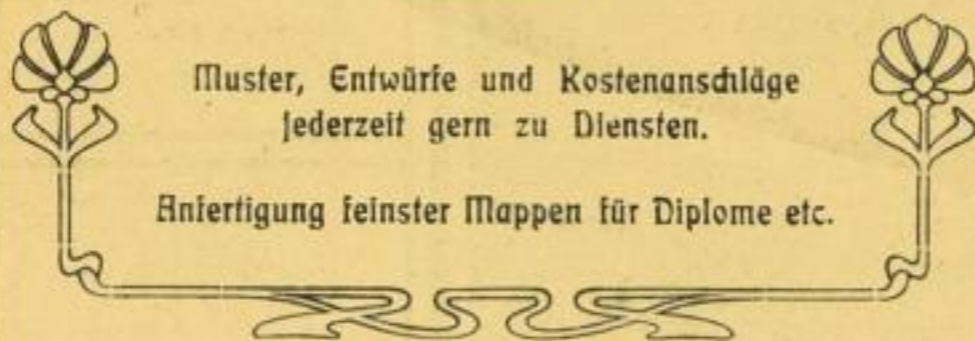 Muster, Entwürfe und Kostenanschläge
jederzeit gern zu Diensten.
Anfertigung feinster Mappen für Diplome etc.